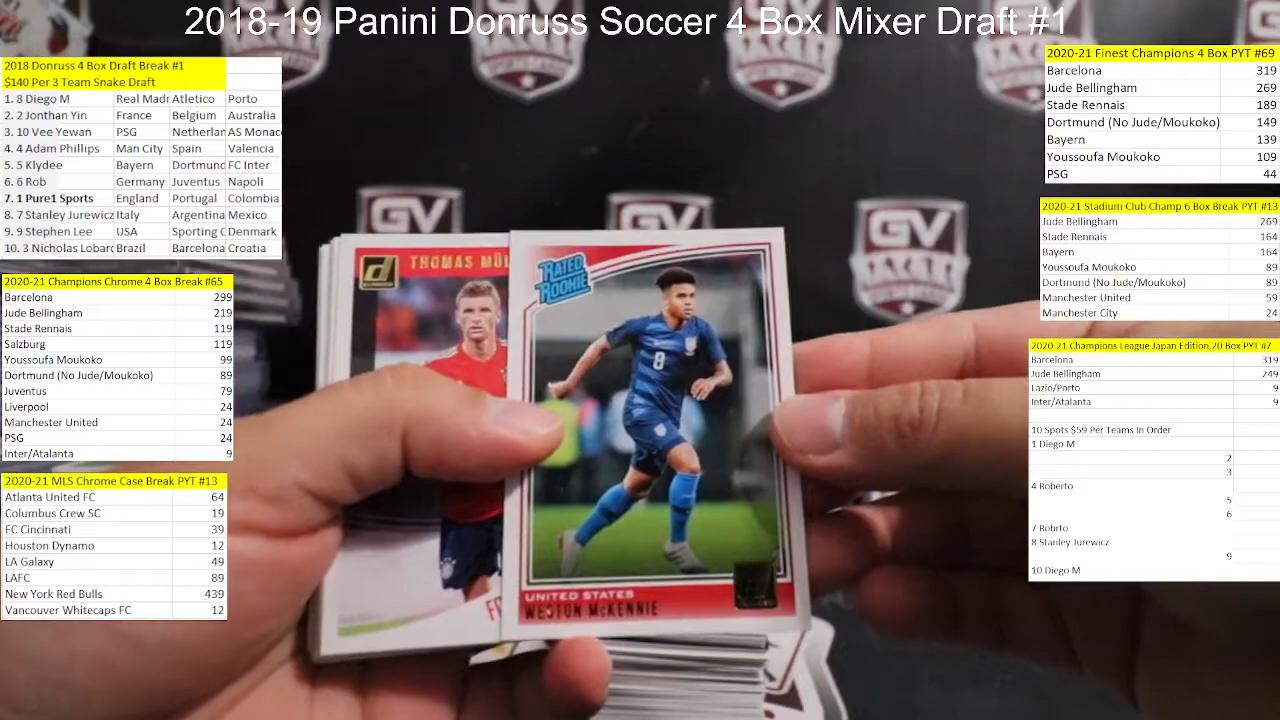 2018-19 Panini Donruss Soccer 4 Box Mixer Draft #1
2018 Donruss 4 Box Draft Break #1
$140 Per 3 Team Snake Draft
1. 8 Diego M Real Madr Atletico Porto
2. 2 Jonthan Yin France Belgium Australia
3. 10 Vee Yewan PSG Netherlan AS Monac
4. 4 Adam Phillips Man City Spain Valencia
5. 5 Klydee Bayern Dortmund FC Inter
6. 6 Rob Germany Juventus Napoli
7. 1 Pure1 Sports England Portugal Colombia
8. 7 Stanley Jurewicz Italy Argentina Mexico
9. 9 Stephen Lee USA Sporting C Denmark
10. 3 Nicholas Lobarc Brazil Barcelona Croatia
2020-21 Champions Chrome 4 Box Break #65
Barcelona 299
Jude Bellingham 219
Stade Rennais 119
Salzburg 119
Youssoufa Moukoko 99
Dortmund (No Jude/Moukoko) 89
Juventus 79
Liverpool 24
Manchester United 24
PSG 24
Inter/Atalanta 9
2020-21 MLS Chrome Case Break PYT #13
Atlanta United FC 64
Columbus Crew SC 19
FC Cincinnati 39
Houston Dynamo 12
LA Galaxy 49
LAFC 89
New York Red Bulls 439
Vancouver Whitecaps FC 12
GV
GV
GV
THOMAS MÜL
RATED
ROOKIE
8
UNITED STATES
WESTON McKENNIE
2020-21 Finest Champions 4 Box PYT #69
Barcelona 319
Jude Bellingham 269
Stade Rennais 189
Dortmund (No Jude/Moukoko) 149
Bayern 139
Youssoufa Moukoko 109
PSG 44
2020-21 Stadium Club Champ 6 Box Break PYT #13
Jude Bellingham 269
Stade Rennais 164
Bayern 164
Youssoufa Moukoko 89
Dortmund (No Jude/Moukoko) 89
Manchester United 59
Manchester City 24
2020-21 Champions League Japan Edition 20 Box PYT #7
Barcelona 319
Jude Bellingham 249
Lazio/Porto 9
Inter/Atalanta 9
10 Spots $59 Per Teams In Order
1 Diego M
2
3
4 Roberto
5
6
7 Robrto
8 Stanley Jurewicz
9
10 Diego M